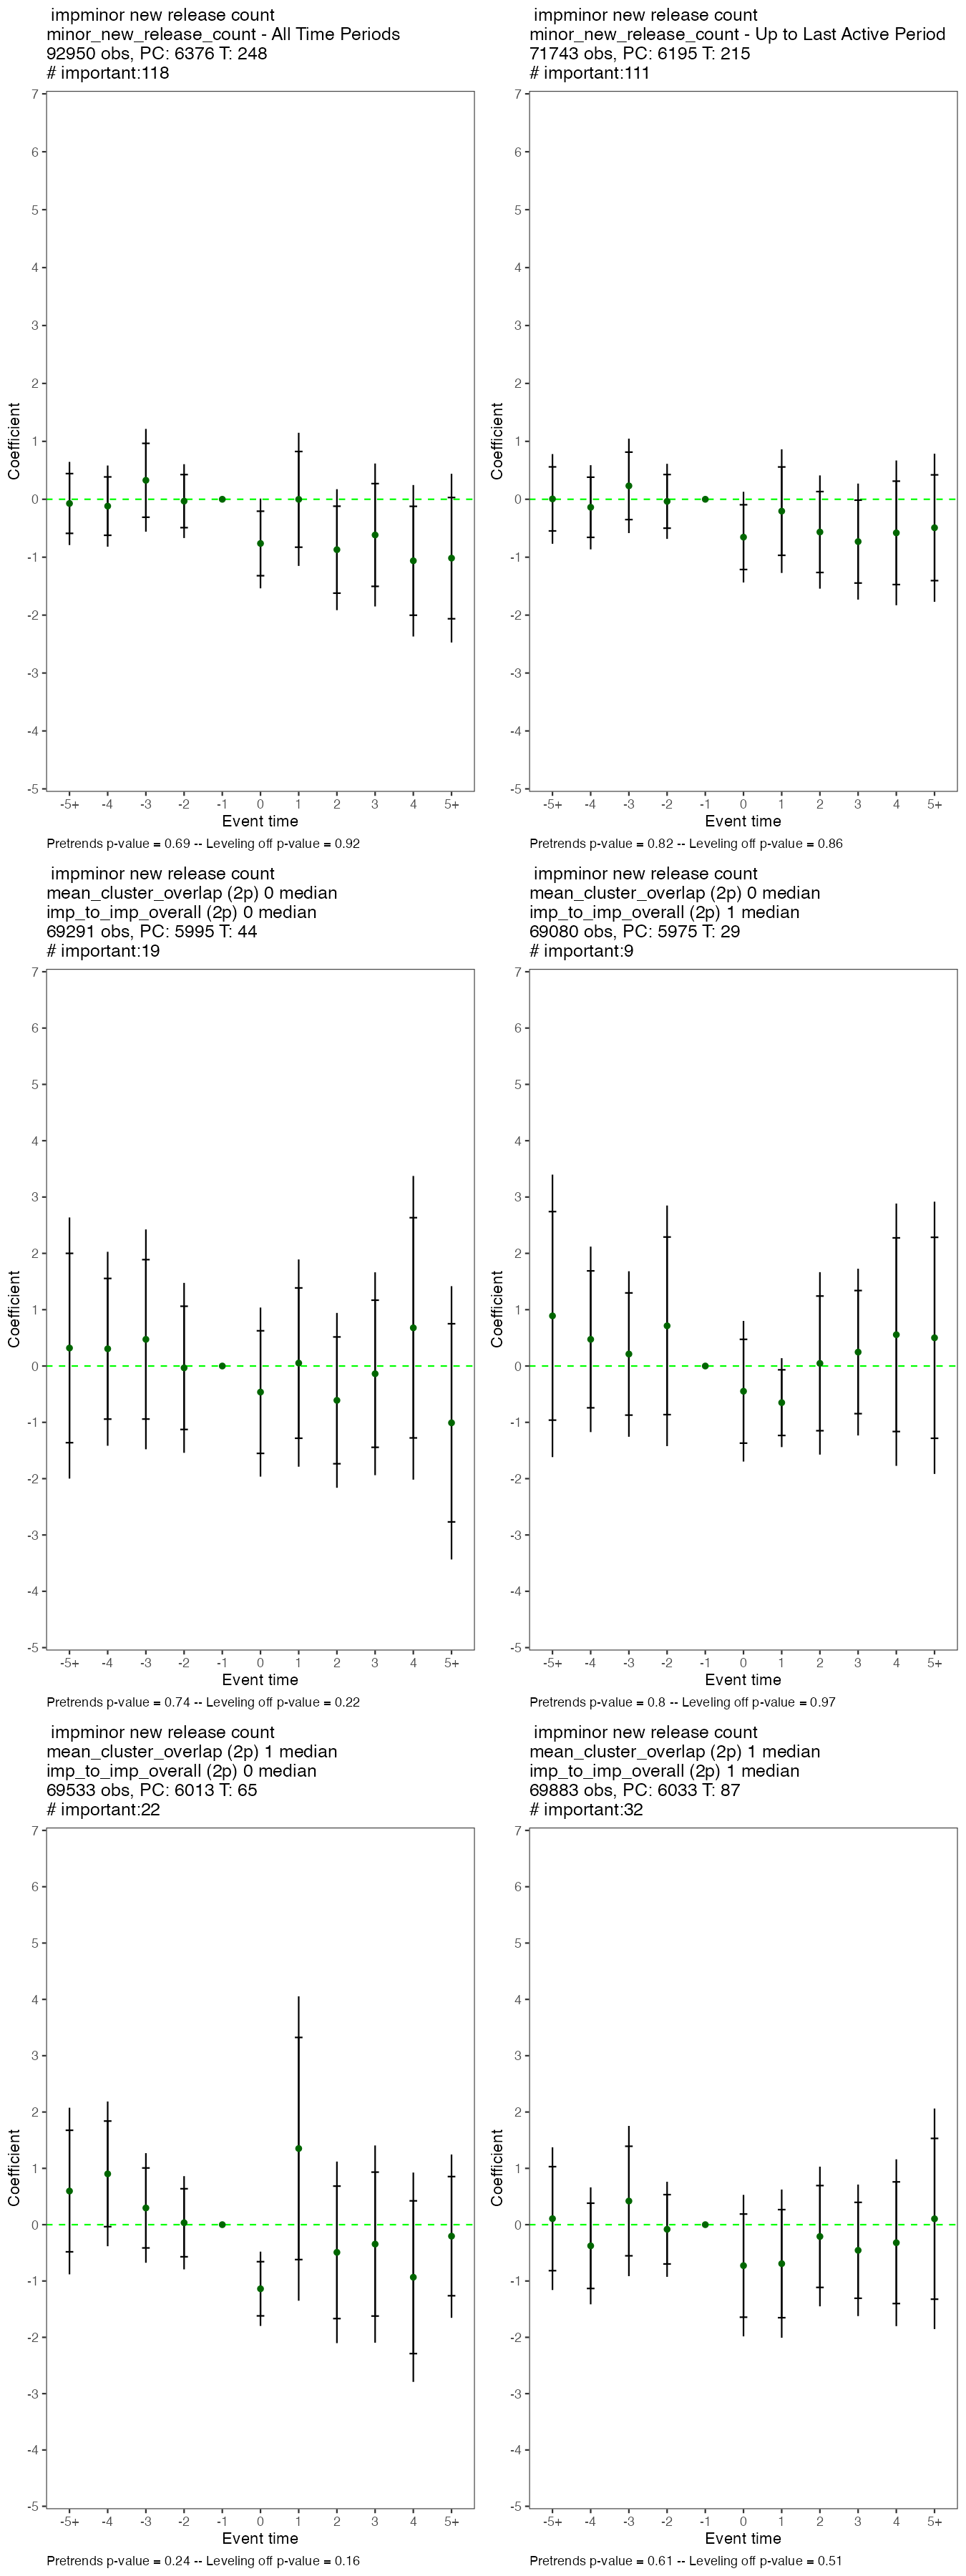 impminor new release count
minor_new_release_count - All Time Periods
92950 obs, PC: 6376 T: 248
# important:118
7
6
5
4
3
2
1
0
-1
-2
-3
-4
-5
Coefficient
-5+ -4 -3 -2 -1 0 1 2 3 4 5+
Event time
Pretrends p-value = 0.69 -- Leveling off p-value = 0.92
impminor new release count
minor_new_release_count - Up to Last Active Period
71743 obs, PC: 6195 T: 215
# important:111
7
6
5
4
3
2
1
0
-1
-2
-3
-4
-5
Coefficient
-5+ -4 -3 -2 -1 0 1 2 3 4 5+
Event time
Pretrends p-value = 0.82 -- Leveling off p-value = 0.86
impminor new release count
mean_cluster_overlap (2p) 0 median
imp_to_imp_overall (2p) 0 median
69291 obs, PC: 5995 T: 44
# important:19
7
6
5
4
3
2
1
0
-1
-2
-3
-4
-5
Coefficient
-5+ -4 -3 -2 -1 0 1 2 3 4 5+
Event time
Pretrends p-value = 0.74 -- Leveling off p-value = 0.22
impminor new release count
mean_cluster_overlap (2p) 0 median
imp_to_imp_overall (2p) 1 median
69080 obs, PC: 5975 T: 29
# important:9
7
6
5
4
3
2
1
0
-1
-2
-3
-4
-5
Coefficient
-5+ -4 -3 -2 -1 0 1 2 3 4 5+
Event time
Pretrends p-value = 0.8 -- Leveling off p-value = 0.97
impminor new release count
mean_cluster_overlap (2p) 1 median
imp_to_imp_overall (2p) 0 median
69533 obs, PC: 6013 T: 65
# important:22
7
6
5
4
3
2
1
0
-1
-2
-3
-4
-5
Coefficient
-5+ -4 -3 -2 -1 0 1 2 3 4 5+
Event time
Pretrends p-value = 0.24 -- Leveling off p-value = 0.16
impminor new release count
mean_cluster_overlap (2p) 1 median
imp_to_imp_overall (2p) 1 median
69883 obs, PC: 6033 T: 87
# important:32
7
6
5
4
3
2
1
0
-1
-2
-3
-4
-5
Coefficient
-5+ -4 -3 -2 -1 0 1 2 3 4 5+
Event time
Pretrends p-value = 0.61 -- Leveling off p-value = 0.51